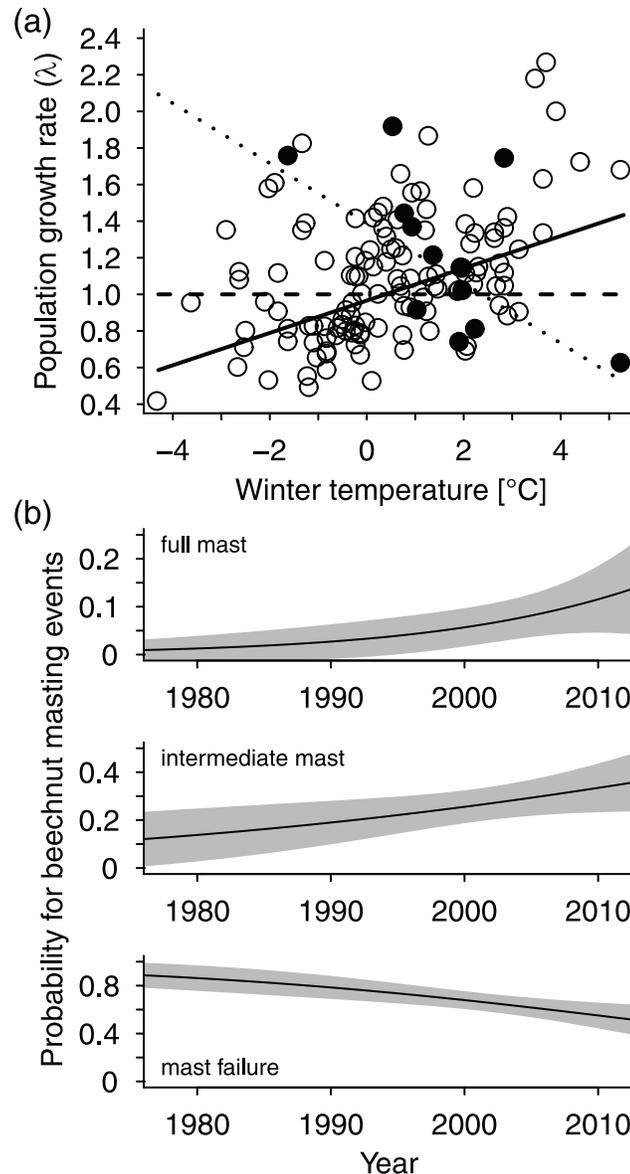 (a)
Population growth rate (λ)
2.4
2.2
2.0
1.8
1.6
1.4
1.2
1.0
0.8
0.6
0.4
−4 −2 0 2 4
Winter temperature [°C]
(b)
Probability for beechnut masting events
full mast
0.2
0.1
0
1980 1990 2000 2010
intermediate mast
0.4
0.2
0
1980 1990 2000 2010
0.8
0.4
0
mast failure
1980 1990 2000 2010
Year